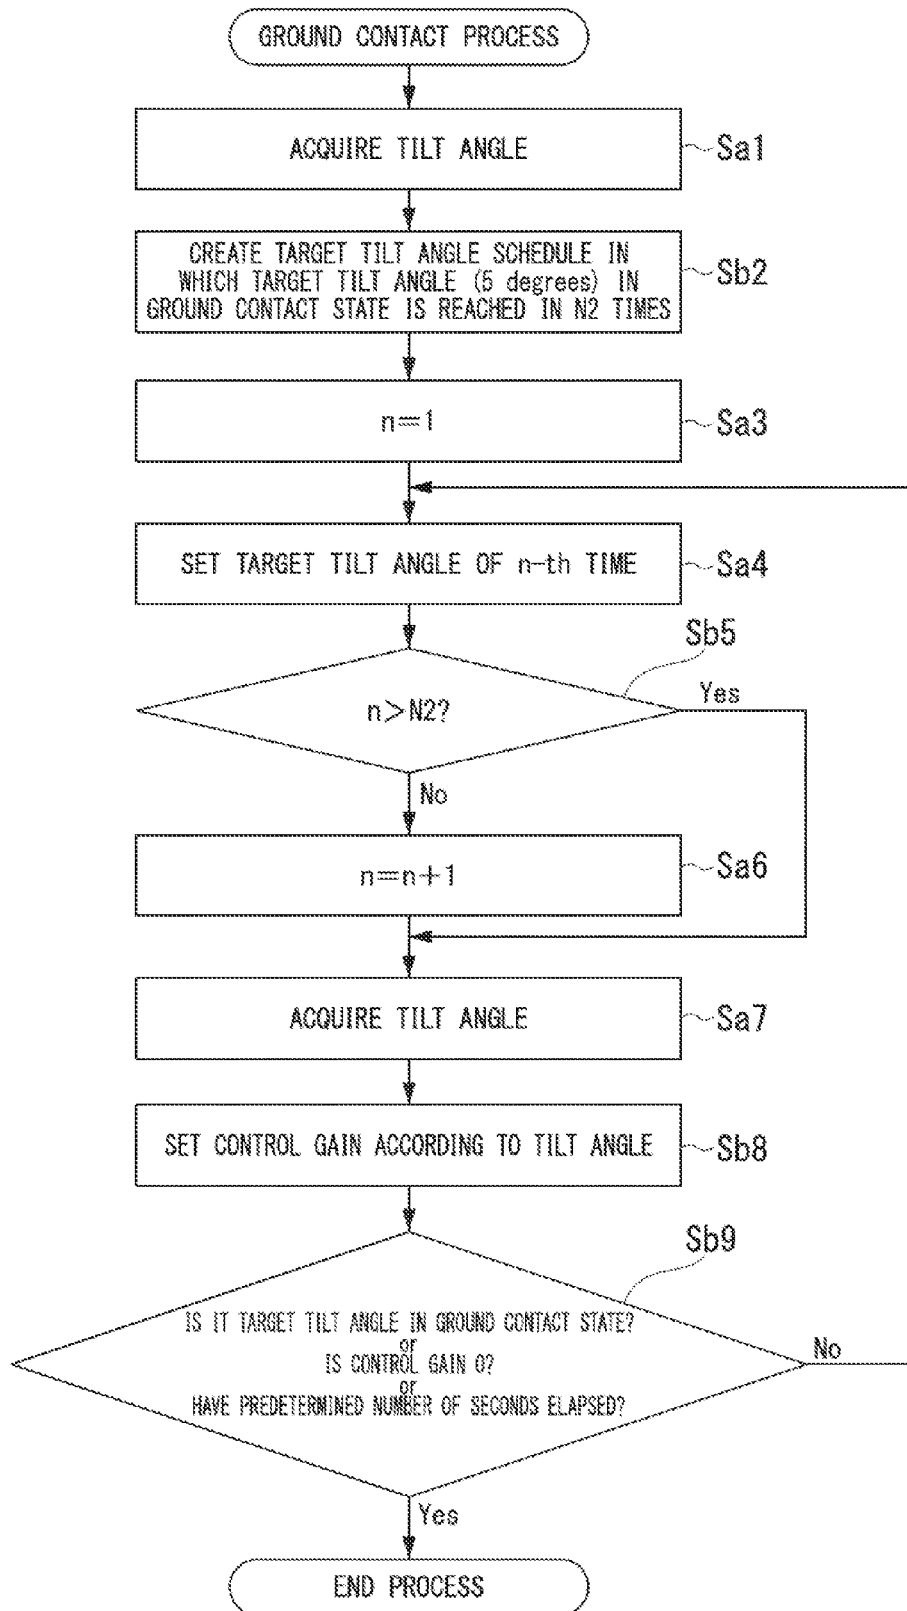 GROUND CONTACT PROCESS
ACQUIRE TILT ANGLE
Sa1
CREATE TARGET TILT ANGLE SCHEDULE IN
WHICH TARGET TILT ANGLE (5 degrees) IN
GROUND CONTACT STATE IS REACHED IN N2 TIMES
Sb2
n=1
Sa3
SET TARGET TILT ANGLE OF n-th TIME
Sa4
Sb5
n>N2?
Yes
No
n=n+1
Sa6
ACQUIRE TILT ANGLE
Sa7
SET CONTROL GAIN ACCORDING TO TILT ANGLE
Sb8
Sb9
IS IT TARGET TILT ANGLE IN GROUND CONTACT STATE?
or
IS CONTROL GAIN 0?
or
HAVE PREDETERMINED NUMBER OF SECONDS ELAPSED?
No
Yes
END PROCESS